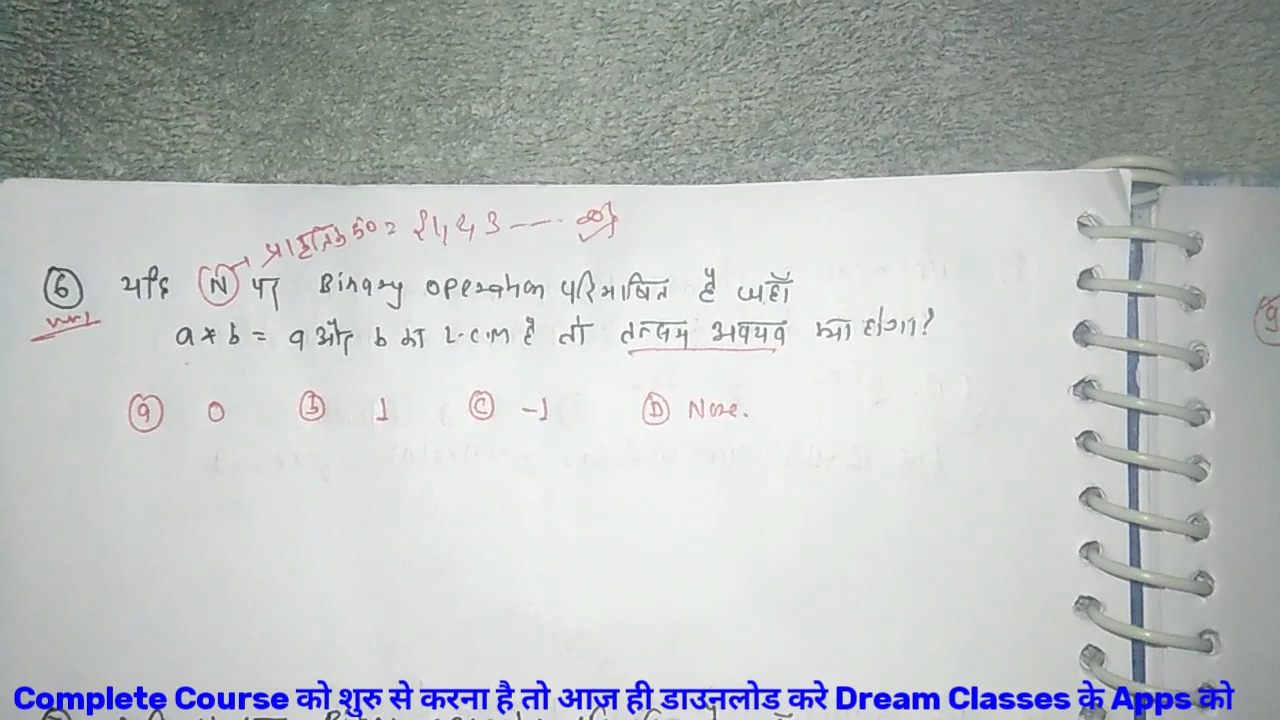 प्राकृतिक सं० = {1, 2, 3 ---- ∞}
⑥ यदि N पर Binary operation परिभाषित है जहाँ
a * b = a और b का L.C.M है तो तत्समक अवयव क्या होगा?
ⓐ 0 ⓑ 1 ⓒ -1 Ⓓ None.
Complete Course को शुरु से करना है तो आज ही डाउनलोड करे Dream Classes के Apps को